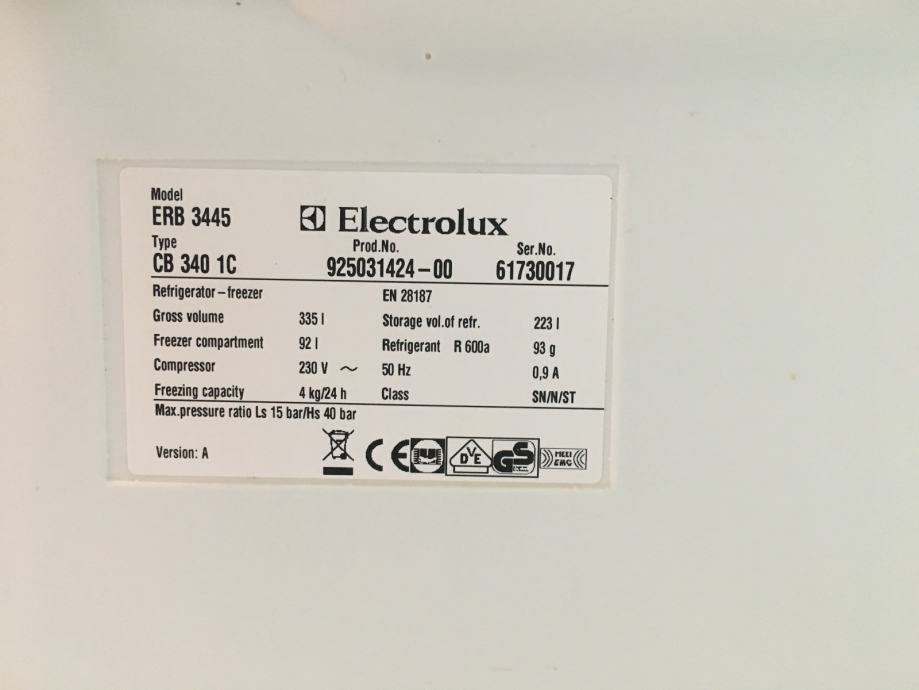 Model
ERB 3445
Electrolux
Type Prod.No. Ser.No.
CB 340 1C 925031424-00 61730017
Refrigerator-freezer EN 28187
Gross volume 335 l Storage vol.of refr. 223 l
Freezer compartment 92 l Refrigerant R 600a 93 g
Compressor 230 V ~ 50 Hz 0,9 A
Freezing capacity 4 kg/24 h Class SN/N/ST
Max.pressure ratio Ls 15 bar/Hs 40 bar
Version: A CE DVE GS